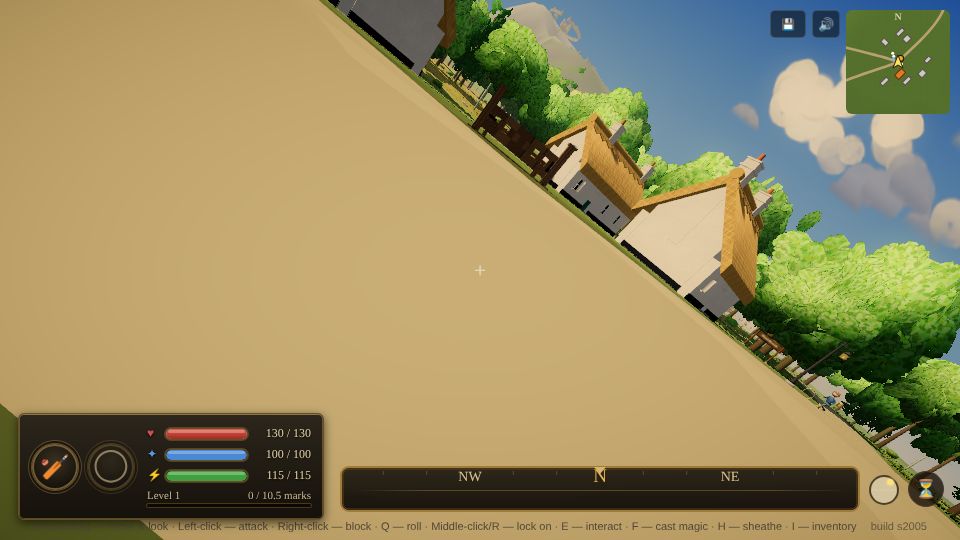 N
130 / 130
100 / 100
115 / 115
Level 1
0 / 10.5 marks
NW
N
NE
look · Left-click — attack · Right-click — block · Q — roll · Middle-click/R — lock on · E — interact · F — cast magic · H — sheathe · I — inventory
build s2005